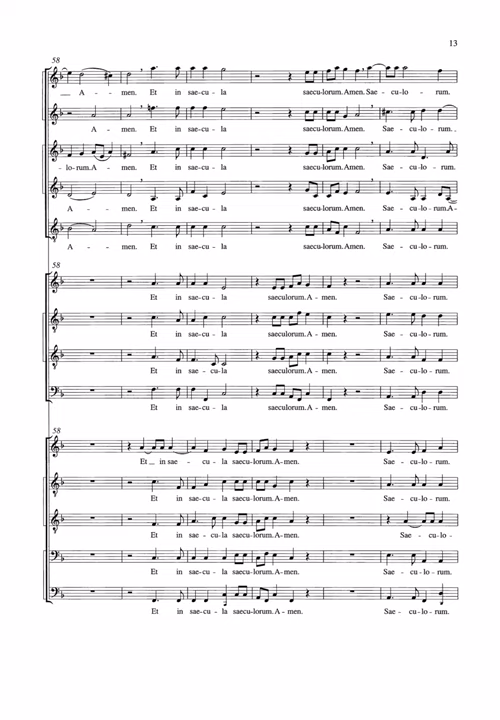 13
58
A - men. Et in sae - cu - la saeculorum. Amen. Sae - cu - lo - rum.
A - men. Et in sae - cu - la saecu-lorum. Amen. Sae - cu - lo - rum.
- lo - rum. A - men. Et in sae - cu - la saecu-lorum. Amen. Sae - cu - lo - rum.
A - men. Et in sae - cu - la saecu-lorum. Amen. Sae - cu - lo - rum. A -
A - men. Et in sae - cu - la saecu-lorum. Amen. Sae - cu - lo - rum.
58
Et in sae - cu - la saeculorum. A - men. Sae - cu - lo - rum.
Et in sae - cu - la saeculorum. A - men. Sae - cu - lo - rum.
Et in sae - cu - la saeculorum. A - men. Sae - cu - lo - rum.
Et in sae - cu - la saeculorum. A - men. Sae - cu - lo - rum.
58
Et in sae - cu - la saecu-lorum. A - men. Sae - cu - lo - rum.
Et in sae - cu - la saecu-lorum. A - men. Sae - cu - lo - rum.
Et in sae - cu - la saecu-lorum. A - men. Sae - cu - lo -
Et in sae - cu - la saecu-lorum. A - men. Sae - cu - lo - rum.
Et in sae - cu - la saecu-lorum. A - men. Sae - cu - lo - rum.